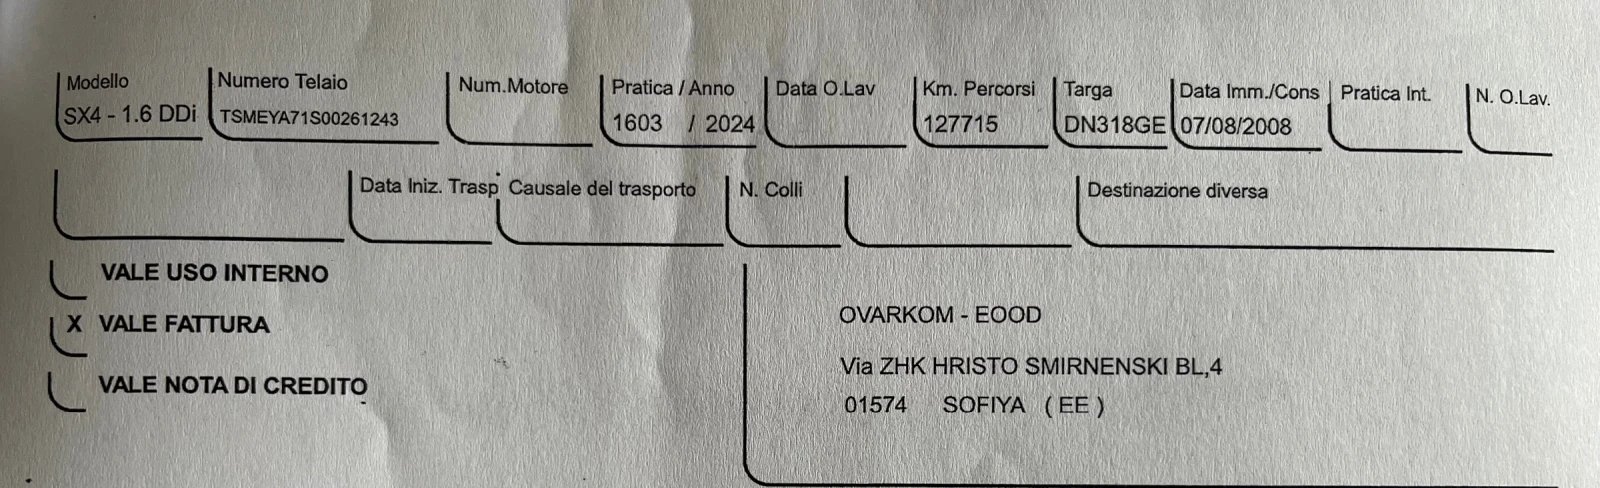 Modello Numero Telaio Num.Motore Pratica / Anno Data O.Lav Km. Percorsi Targa Data Imm./Cons Pratica Int. N. O.Lav.
SX4 - 1.6 DDi TSMEYA71S00261243 1603 / 2024 127715 DN318GE 07/08/2008
Data Iniz. Trasp Causale del trasporto N. Colli Destinazione diversa
VALE USO INTERNO
X VALE FATTURA
VALE NOTA DI CREDITO
OVARKOM - EOOD
Via ZHK HRISTO SMIRNENSKI BL,4
01574 SOFIYA ( EE )